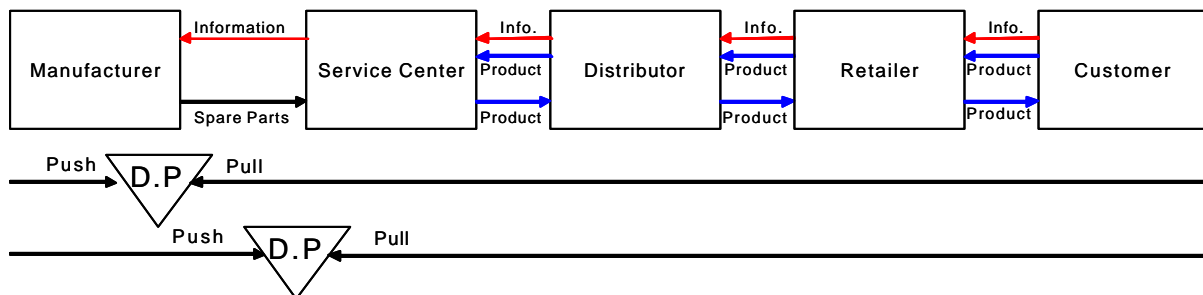 Information
Info.
Info.
Info.
Manufacturer
Service Center
Product
Distributor
Product
Retailer
Product
Customer
Spare Parts
Product
Product
Product
Push
D.P
Pull
Push
D.P
Pull